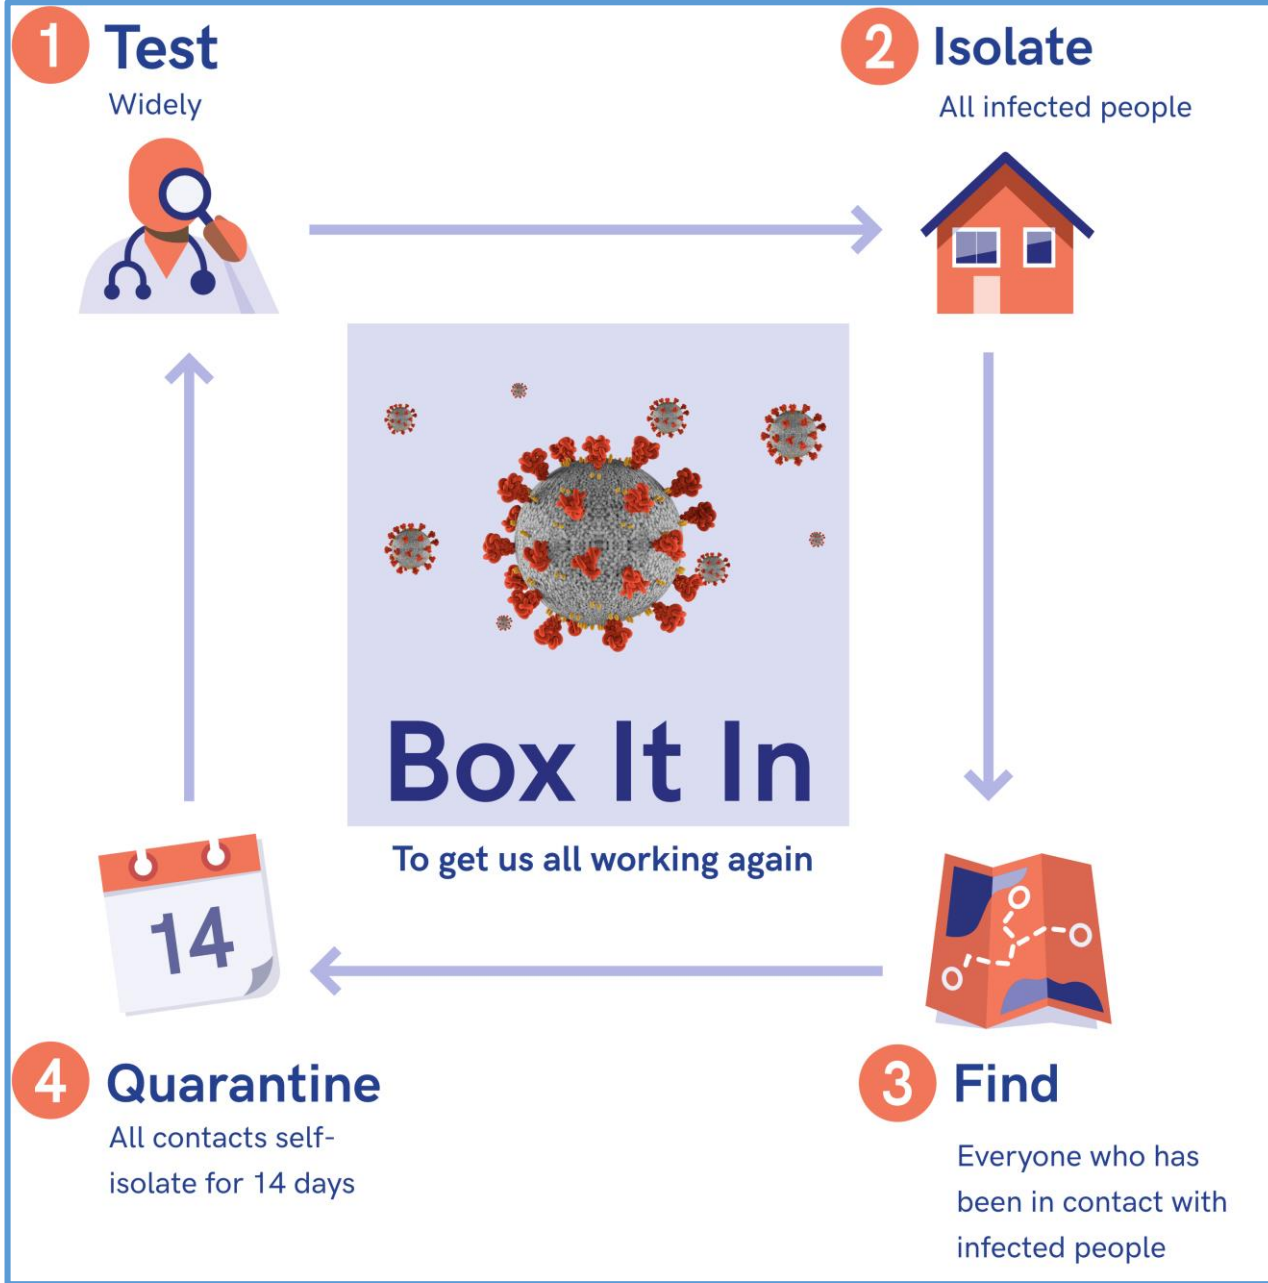 1 Test
Widely
2 Isolate
All infected people
Box It In
To get us all working again
14
4 Quarantine
All contacts self-
isolate for 14 days
3 Find
Everyone who has
been in contact with
infected people